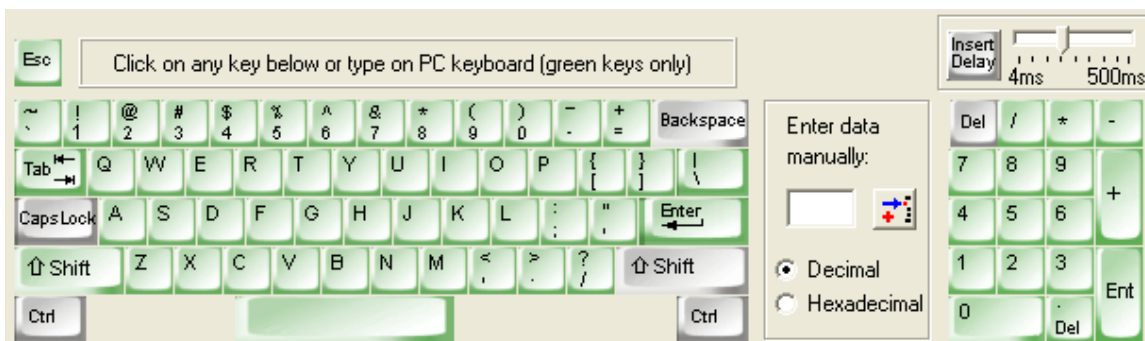 Esc Click on any key below or type on PC keyboard (green keys only) Insert Delay 4ms 500ms
~ ` ! 1 @ 2 # 3 $ 4 % 5 ^ 6 & 7 * 8 ( 9 ) 0 - - + = Backspace
Tab Q W E R T Y U I O P { [ } ] | \
CapsLock A S D F G H J K L : ; " ' Enter
Shift Z X C V B N M < , > . ? / Shift
Ctrl Ctrl
Enter data
manually:
Decimal
Hexadecimal
Del / * -
7 8 9 +
4 5 6
1 2 3 Ent
0 . Del